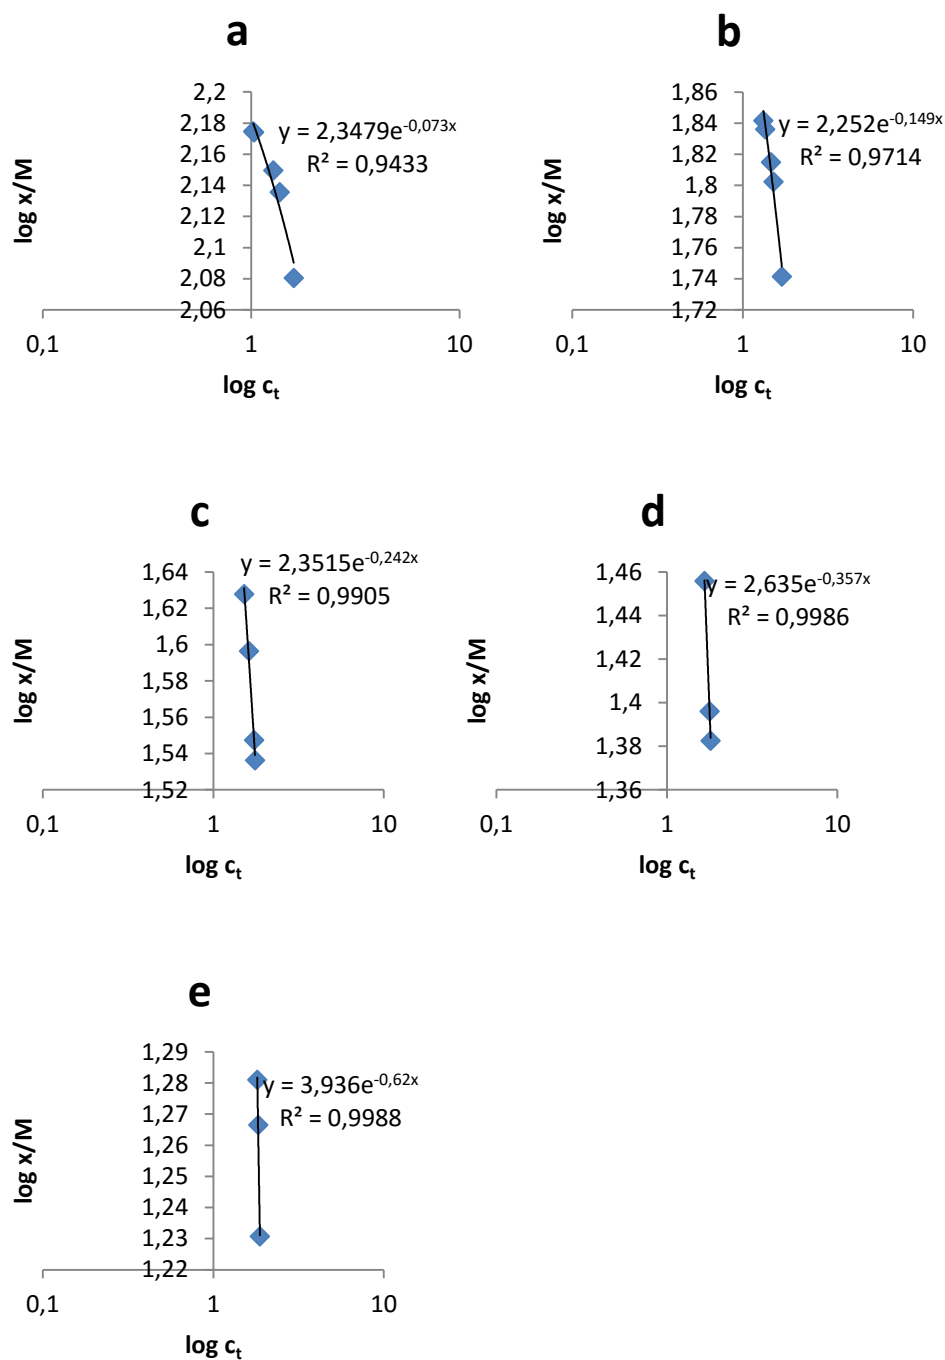 a
2,2
2,18
2,16
2,14
2,12
2,1
2,08
2,06
y = 2,3479e-0,073x
R² = 0,9433
log x/M
0,1 1 10
log ct
b
1,86
1,84
1,82
1,8
1,78
1,76
1,74
1,72
y = 2,252e-0,149x
R² = 0,9714
log x/M
0,1 1 10
log ct
c
1,64
1,62
1,6
1,58
1,56
1,54
1,52
y = 2,3515e-0,242x
R² = 0,9905
log x/M
0,1 1 10
log ct
d
1,46
1,44
1,42
1,4
1,38
1,36
y = 2,635e-0,357x
R² = 0,9986
log x/M
0,1 1 10
log ct
e
1,29
1,28
1,27
1,26
1,25
1,24
1,23
1,22
y = 3,936e-0,62x
R² = 0,9988
log x/M
0,1 1 10
log ct